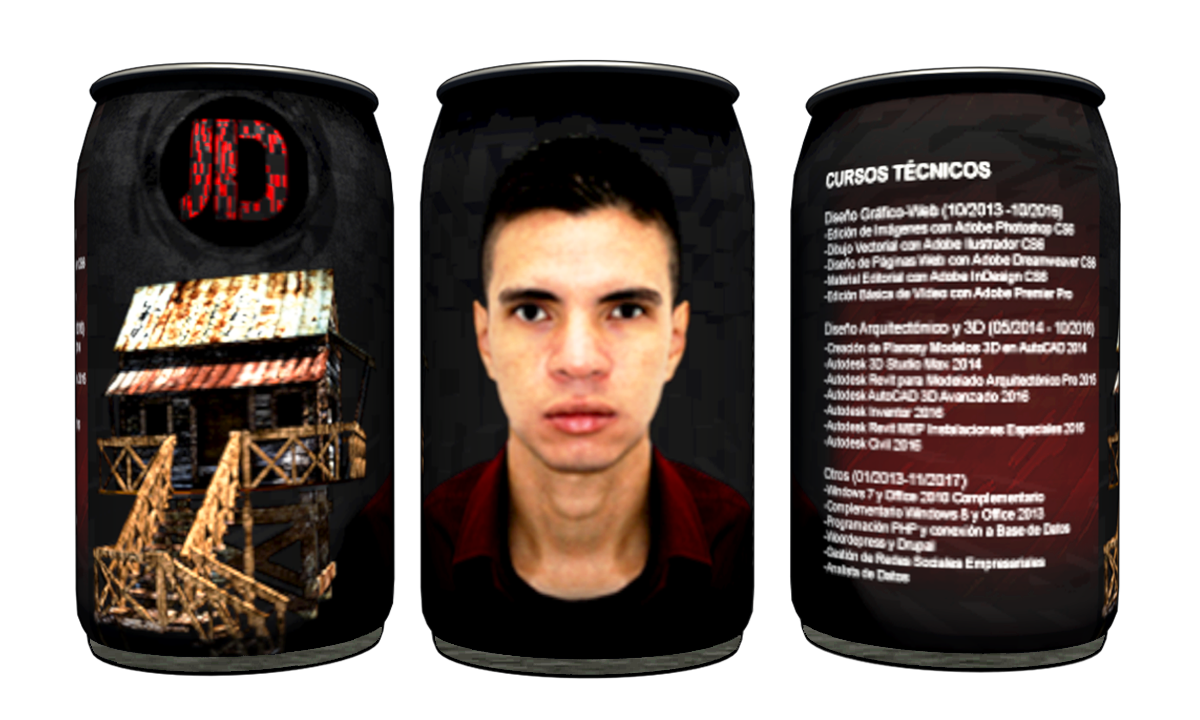 JD
CURSOS TÉCNICOS
Diseño Gráfico-Web (10/2013 -10/2015)
-Edición de Imágenes con Adobe Photoshop CS6
-Dibujo Vectorial con Adobe Illustrador CS6
-Diseño de Páginas Web con Adobe Dreamweaver CS6
-Material Editorial con Adobe InDesign CS6
-Edición Básica de Vídeo con Adobe Premier Pro
Diseño Arquitectónico y 3D (05/2014 - 10/2016)
-Creación de Planos y Modelos 3D en AutoCAD 2014
-Autodesk 3D Studio Max 2014
-Autodesk Revit para Modelado Arquitectónico Pro 2015
-Autodesk AutoCAD 3D Avanzado 2016
-Autodesk Inventor 2016
-Autodesk Revit MEP Instalaciones Especiales 2016
-Autodesk Civil 2016
Otros (01/2013-11/2017)
-Windows 7 y Office 2010 Complementario
-Complementario Windows 8 y Office 2013
-Programación PHP y conexión a Base de Datos
-Woordepress y Drupal
-Gestión de Redes Sociales Empresariales
-Analista de Datos